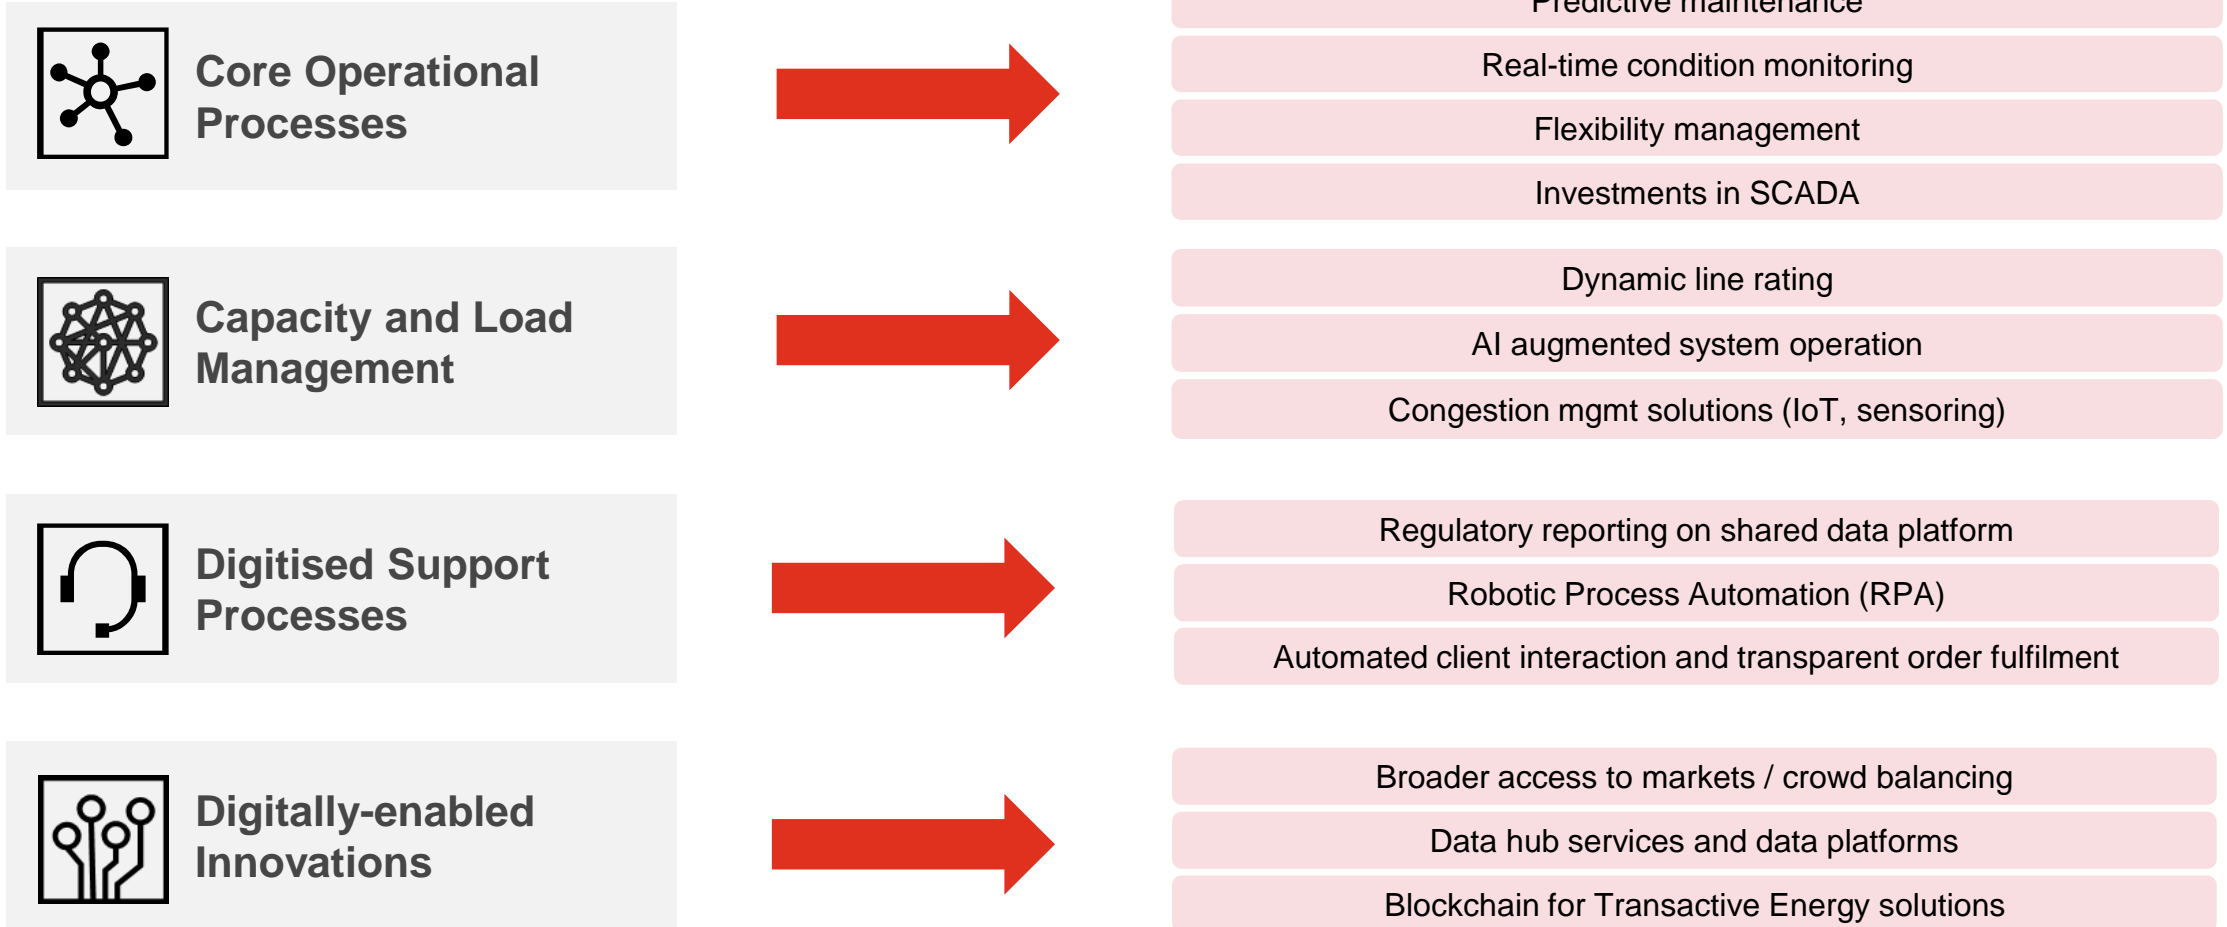 Predictive maintenance
Core Operational
Processes
Real-time condition monitoring
Flexibility management
Investments in SCADA
Capacity and Load
Management
Dynamic line rating
AI augmented system operation
Congestion mgmt solutions (IoT, sensoring)
Digitised Support
Processes
Regulatory reporting on shared data platform
Robotic Process Automation (RPA)
Automated client interaction and transparent order fulfilment
Digitally-enabled
Innovations
Broader access to markets / crowd balancing
Data hub services and data platforms
Blockchain for Transactive Energy solutions